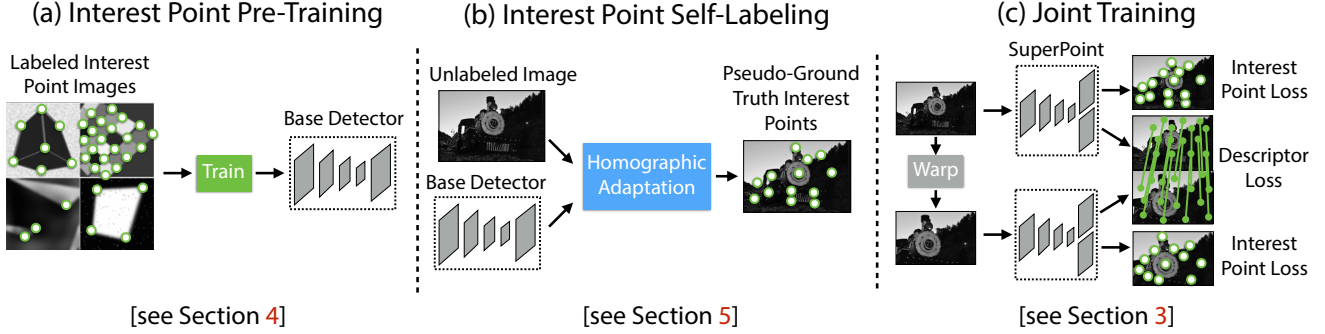 (a) Interest Point Pre-Training
Labeled Interest
Point Images
Train
Base Detector
[see Section 4]
(b) Interest Point Self-Labeling
Unlabeled Image
Base Detector
Homographic
Adaptation
Pseudo-Ground
Truth Interest
Points
[see Section 5]
(c) Joint Training
SuperPoint
Warp
Interest
Point Loss
Descriptor
Loss
Interest
Point Loss
[see Section 3]